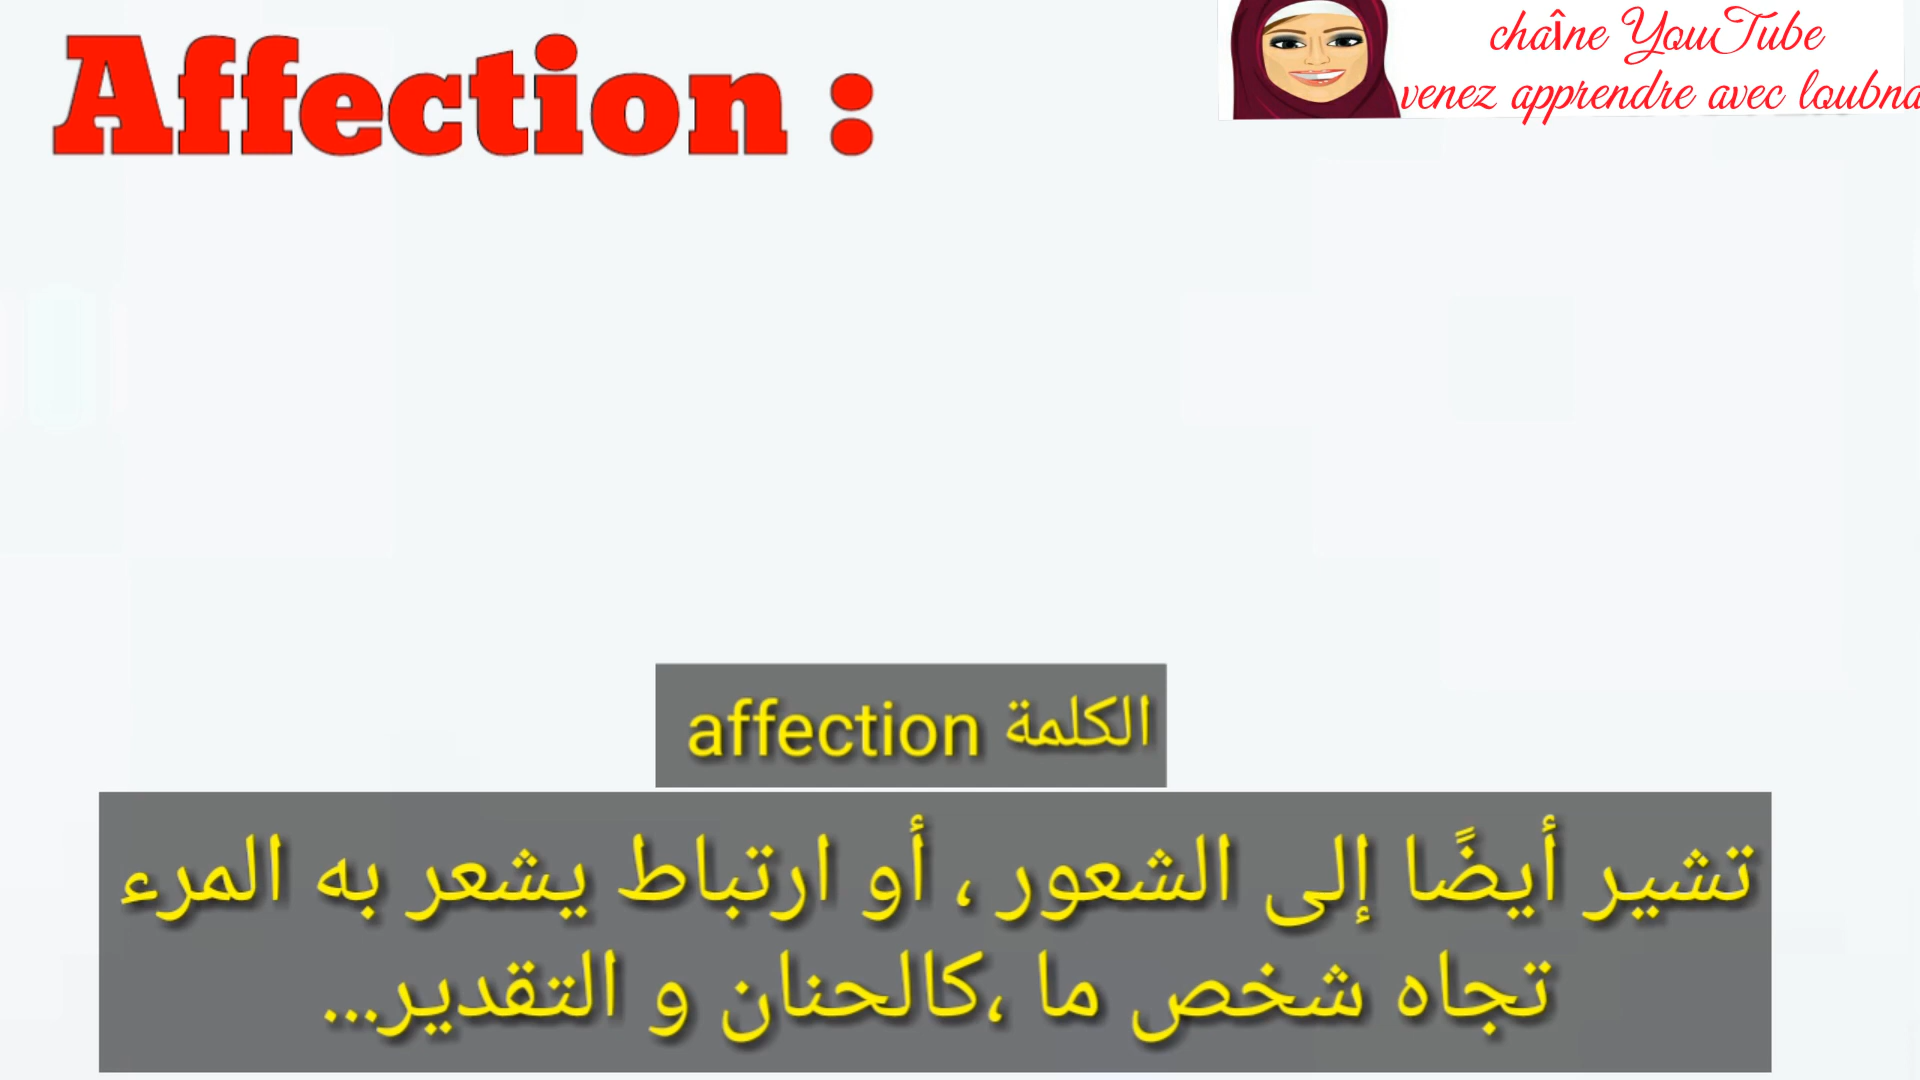 Affection :
chaîne YouTube
venez apprendre avec loubna
الكلمة affection
تشير أيضًا إلى الشعور ، أو ارتباط يشعر به المرء
تجاه شخص ما ،كالحنان و التقدير...